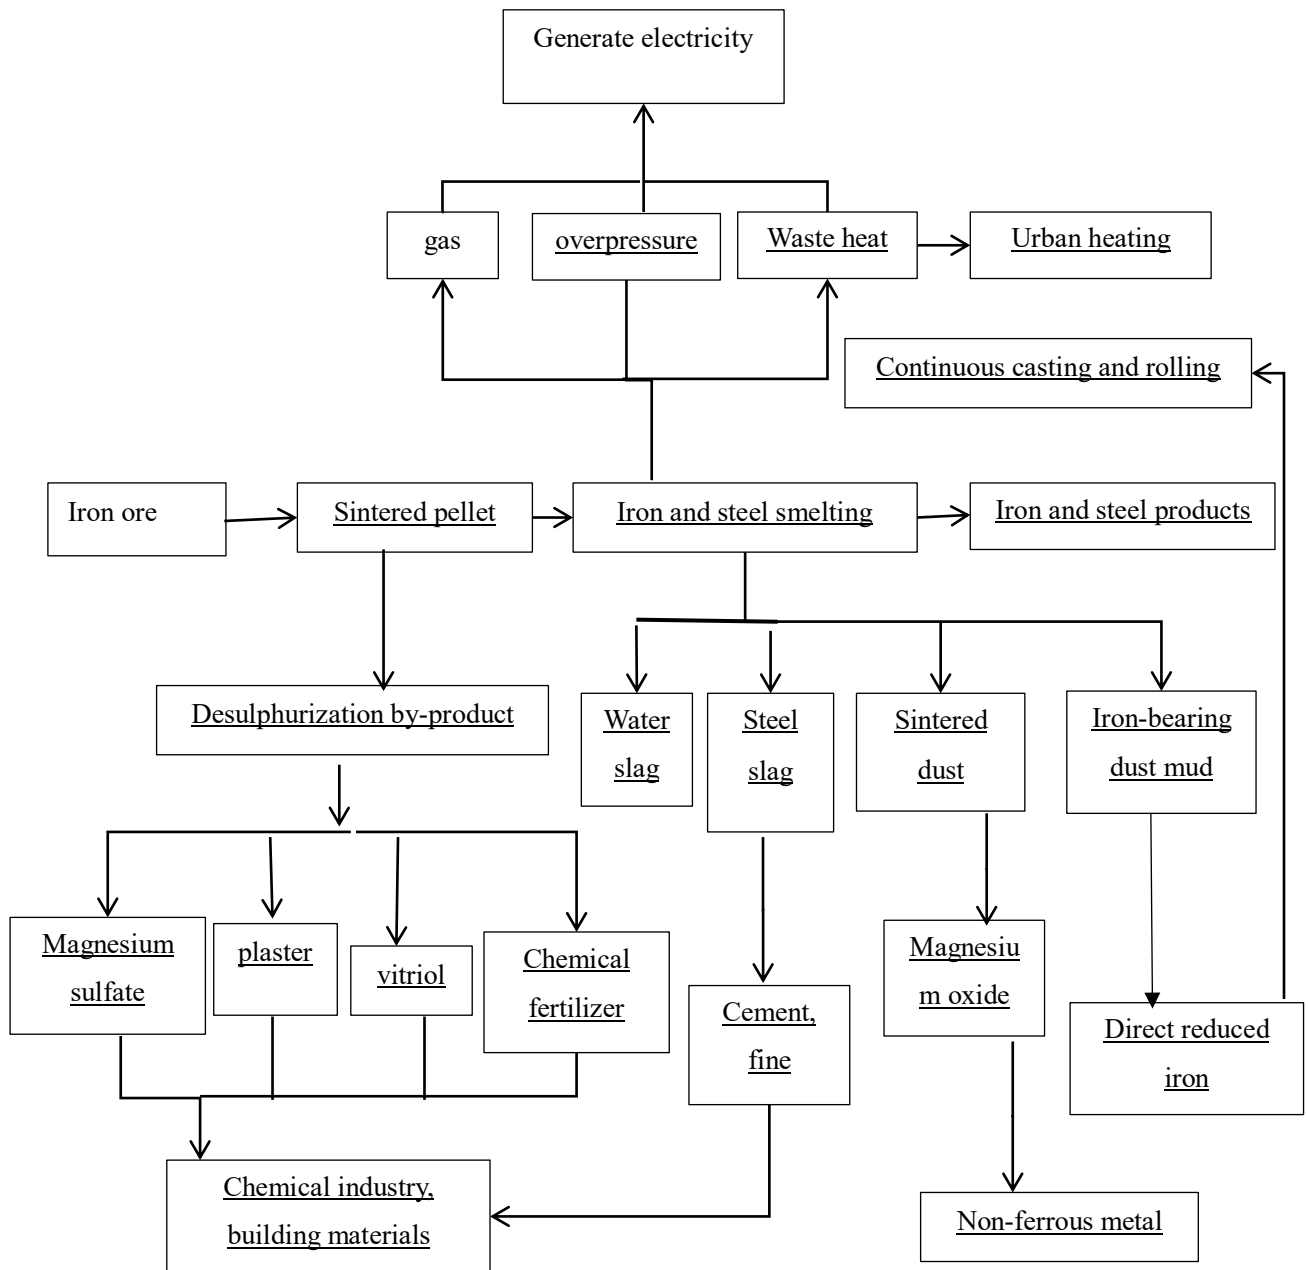 Generate electricity
gas
overpressure
Waste heat
Urban heating
Continuous casting and rolling
Iron ore
Sintered pellet
Iron and steel smelting
Iron and steel products
Desulphurization by-product
Water
slag
Steel
slag
Sintered
dust
Iron-bearing
dust mud
Magnesium
sulfate
plaster
vitriol
Chemical
fertilizer
Cement,
fine
Magnesiu
m oxide
Direct reduced
iron
Chemical industry,
building materials
Non-ferrous metal